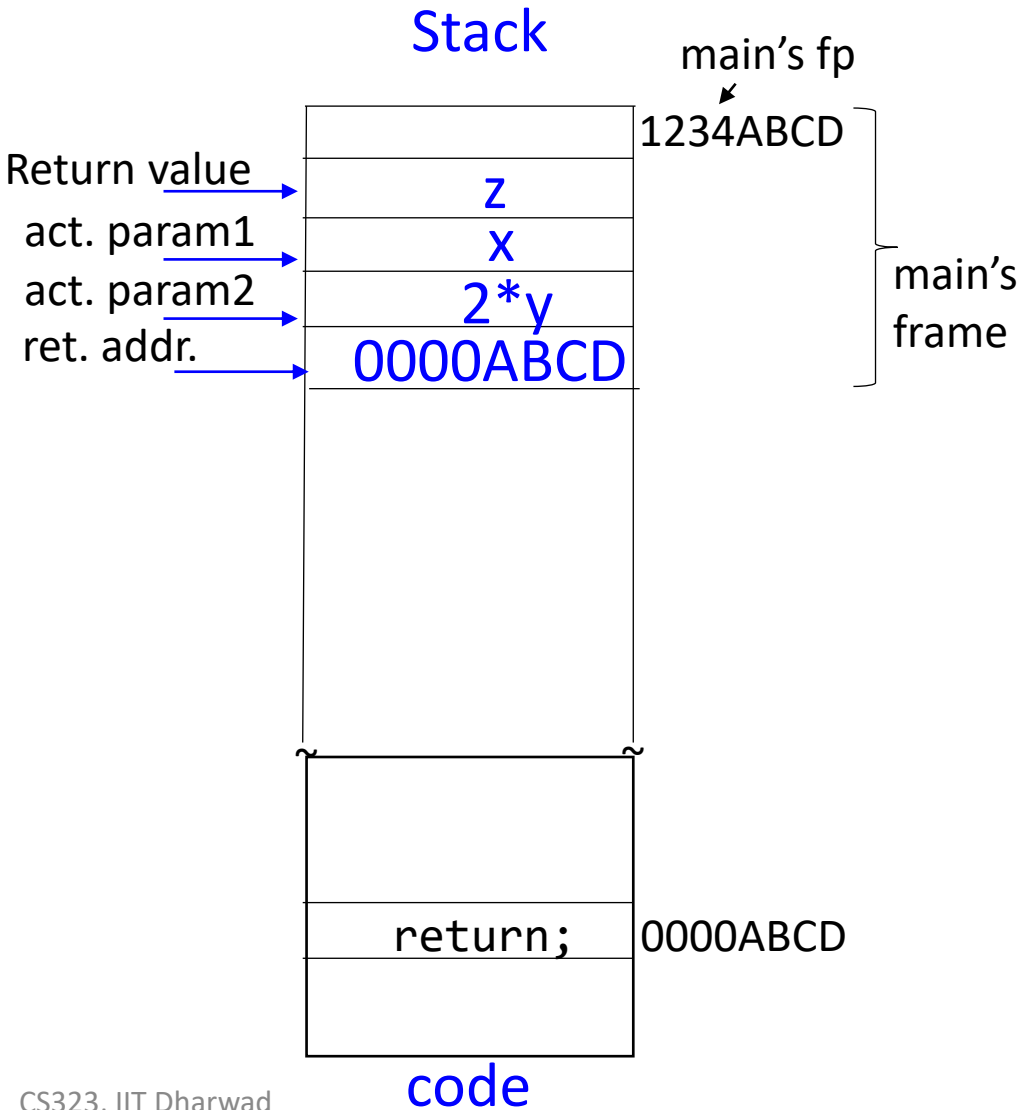 Stack
main's fp
1234ABCD
Return value
z
act. param1
x
act. param2
2*y
ret. addr.
0000ABCD
main's
frame
~ ~
return;
0000ABCD
code
CS323, IIT Dharwad